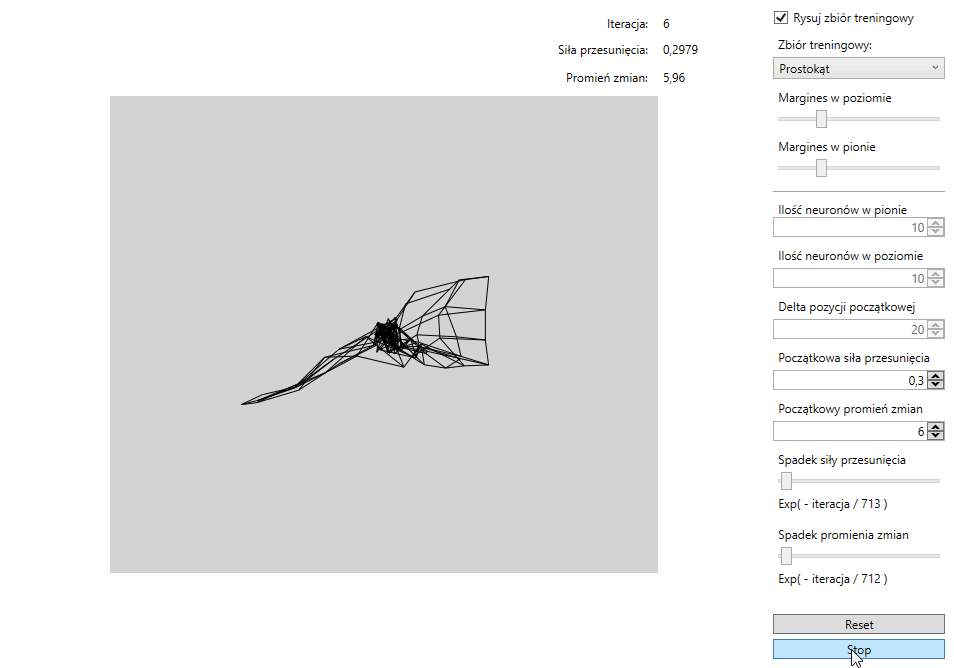 Iteracja: 6
Siła przesunięcia: 0,2979
Promień zmian: 5,96
Rysuj zbiór treningowy
Zbiór treningowy:
Prostokąt
Margines w poziomie
Margines w pionie
Ilość neuronów w pionie
10
Ilość neuronów w poziomie
10
Delta pozycji początkowej
20
Początkowa siła przesunięcia
0,3
Początkowy promień zmian
6
Spadek siły przesunięcia
Exp( - iteracja / 713 )
Spadek promienia zmian
Exp( - iteracja / 712 )
Reset
Stop